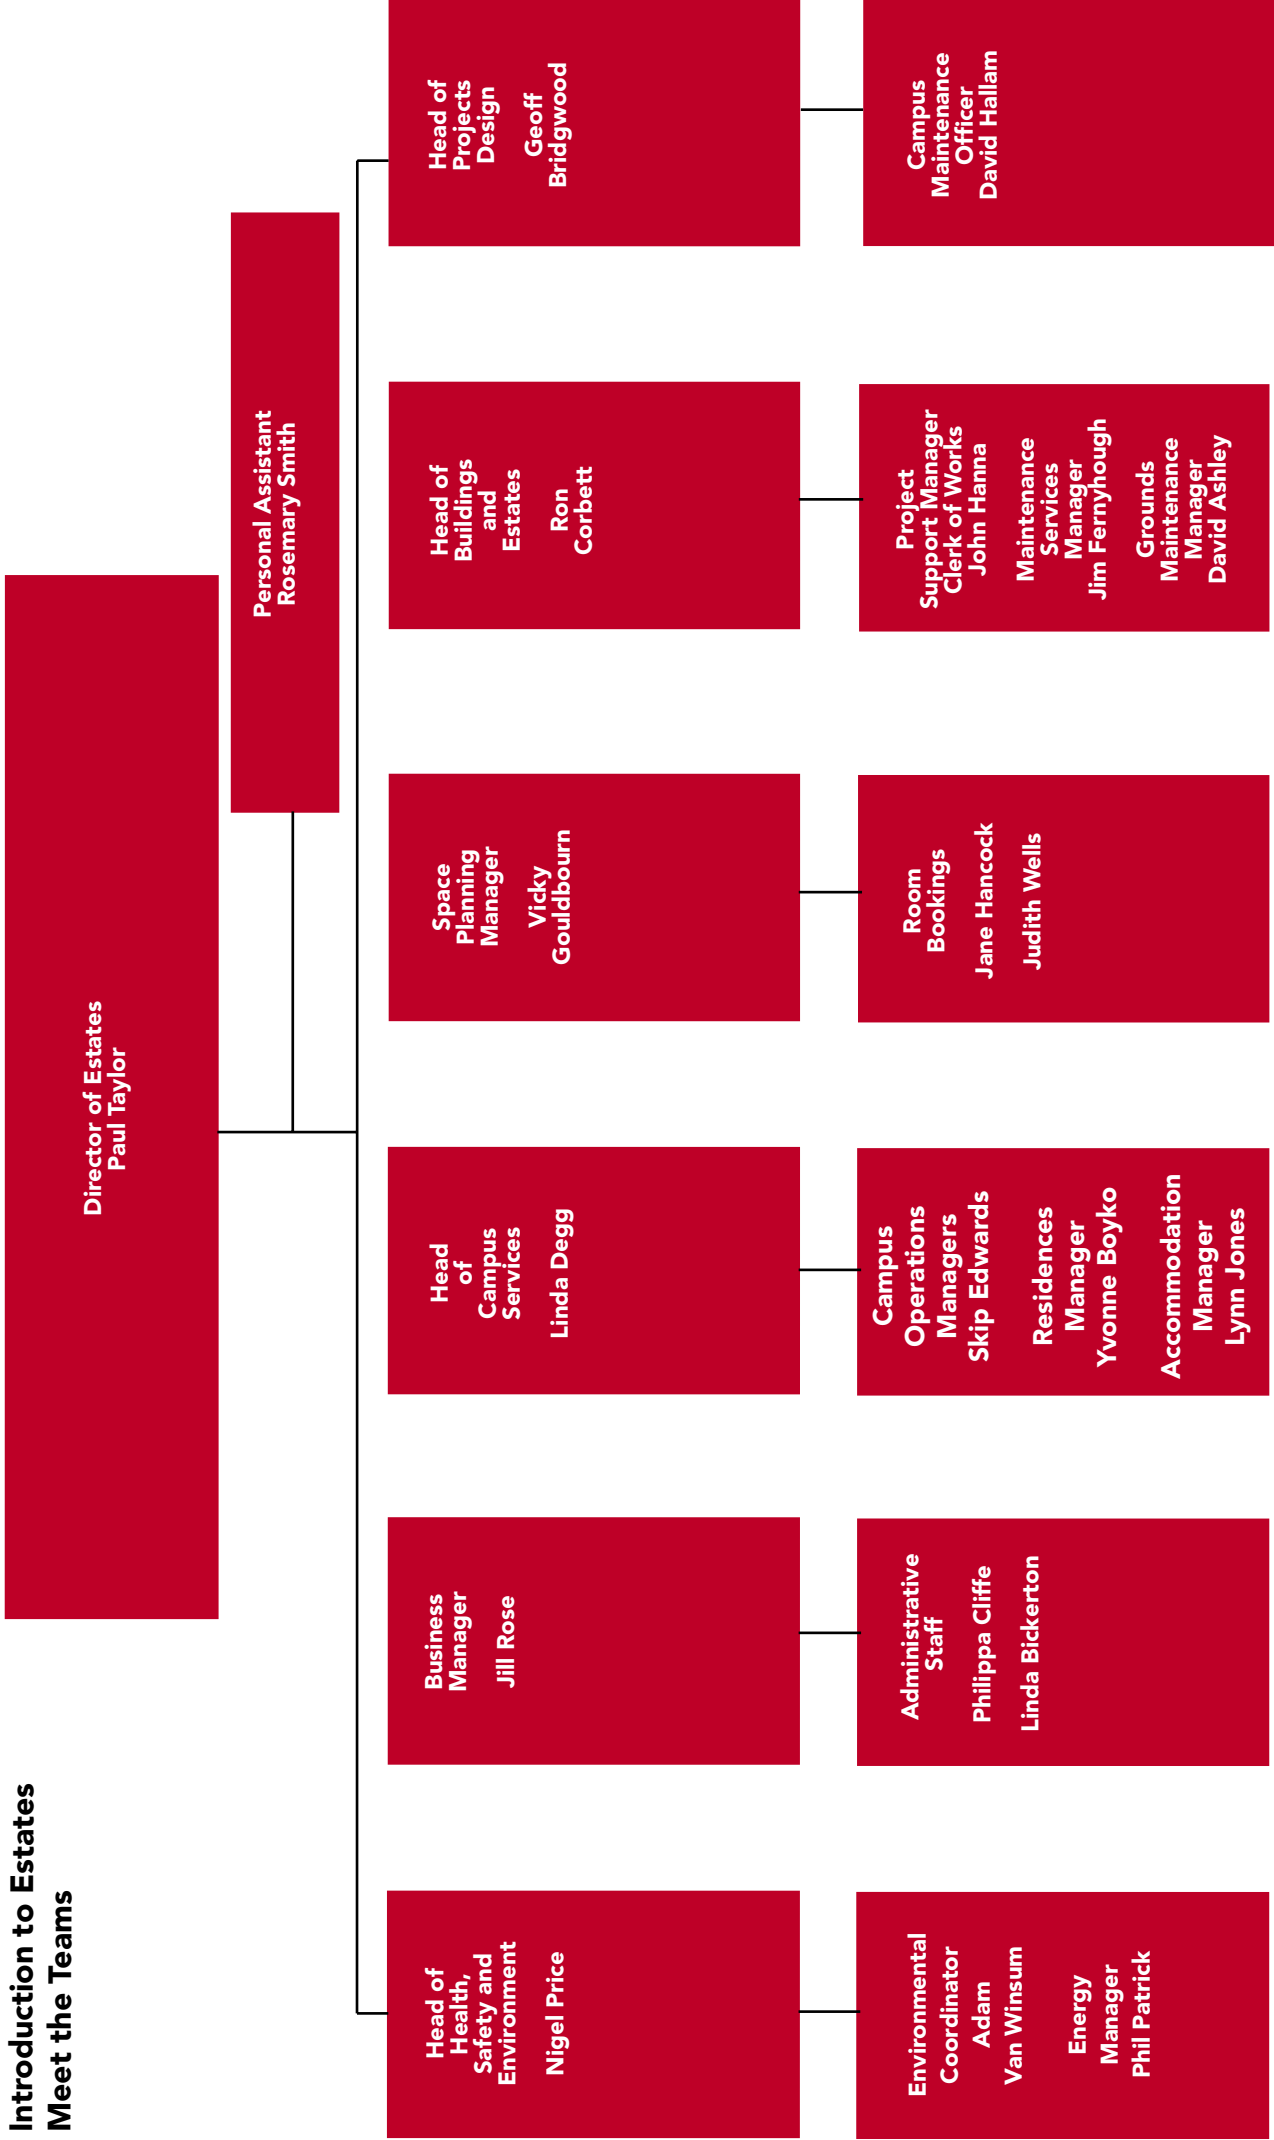 Introduction to Estates
Meet the Teams
Director of Estates
Paul Taylor
Personal Assistant
Rosemary Smith
Head of
Health,
Safety and
Environment
Nigel Price
Business
Manager
Jill Rose
Head
of
Campus
Services
Linda Degg
Space
Planning
Manager
Vicky
Gouldbourn
Head of
Buildings
and
Estates
Ron
Corbett
Head of
Projects
Design
Geoff
Bridgwood
Environmental
Coordinator
Adam
Van Winsum
Energy
Manager
Phil Patrick
Administrative
Staff
Philippa Cliffe
Linda Bickerton
Campus
Operations
Managers
Skip Edwards
Residences
Manager
Yvonne Boyko
Accommodation
Manager
Lynn Jones
Room
Bookings
Jane Hancock
Judith Wells
Project
Support Manager
Clerk of Works
John Hanna
Maintenance
Services
Manager
Jim Fernyhough
Grounds
Maintenance
Manager
David Ashley
Campus
Maintenance
Officer
David Hallam